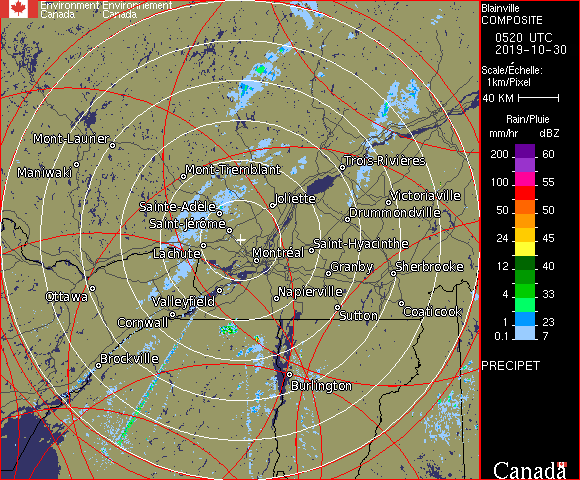 Environment Environnement
Canada Canada
Blainville
COMPOSITE
0520 UTC
2019-10-30
Scale/Échelle:
1km/Pixel
40 KM
Rain/Pluie
mm/hr dBZ
200 60
100 55
50 50
24 45
12 40
4 33
1 23
0.1 7
PRECIPET
Canada
Mont-Laurier
Maniwaki
Mont-Tremblant
Trois-Rivières
Sainte-Adèle
Joliette
Victoriaville
Saint-Jérôme
Drummondville
Lachute
Montréal
Saint-Hyacinthe
Granby
Sherbrooke
Ottawa
Valleyfield
Napierville
Cornwall
Sutton
Coaticook
Brockville
Burlington